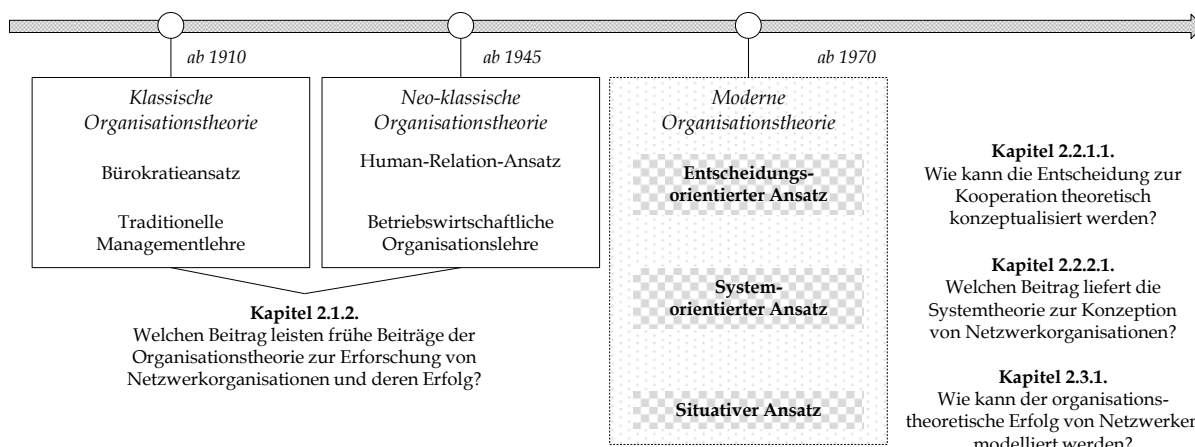 ab 1910
ab 1945
ab 1970
Klassische
Organisationstheorie
Bürokratieansatz
Traditionelle
Managementlehre
Neo-klassische
Organisationstheorie
Human-Relation-Ansatz
Betriebswirtschaftliche
Organisationslehre
Kapitel 2.1.2.
Welchen Beitrag leisten frühe Beiträge der
Organisationstheorie zur Erforschung von
Netzwerkorganisationen und deren Erfolg?
Moderne
Organisationstheorie
Entscheidungs-
orientierter Ansatz
System-
orientierter Ansatz
Situativer Ansatz
Kapitel 2.2.1.1.
Wie kann die Entscheidung zur
Kooperation theoretisch
konzeptualisiert werden?
Kapitel 2.2.2.1.
Welchen Beitrag liefert die
Systemtheorie zur Konzeption
von Netzwerkorganisationen?
Kapitel 2.3.1.
Wie kann der organisations-
theoretische Erfolg von Netzwerken
modelliert werden?